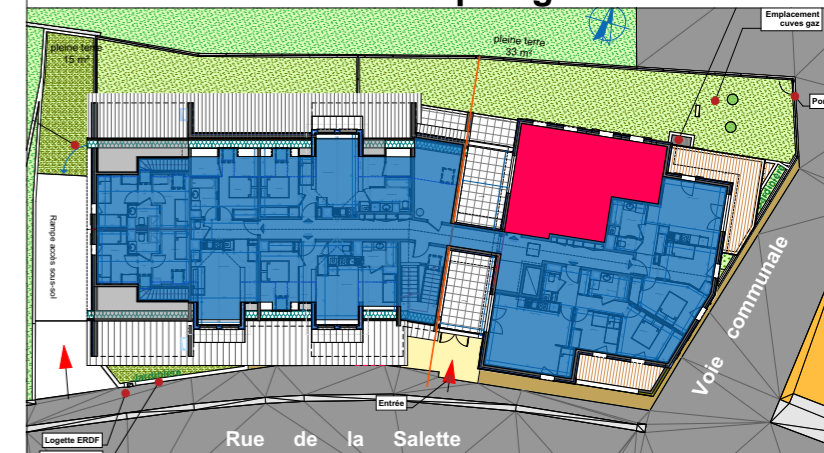 Emplacement
cuves gaz
pleine terre
15 m²
pleine terre
33 m²
Rampe accès sous-sol
Voie communale
Entrée
Logette ERDF
Rue de la Salette